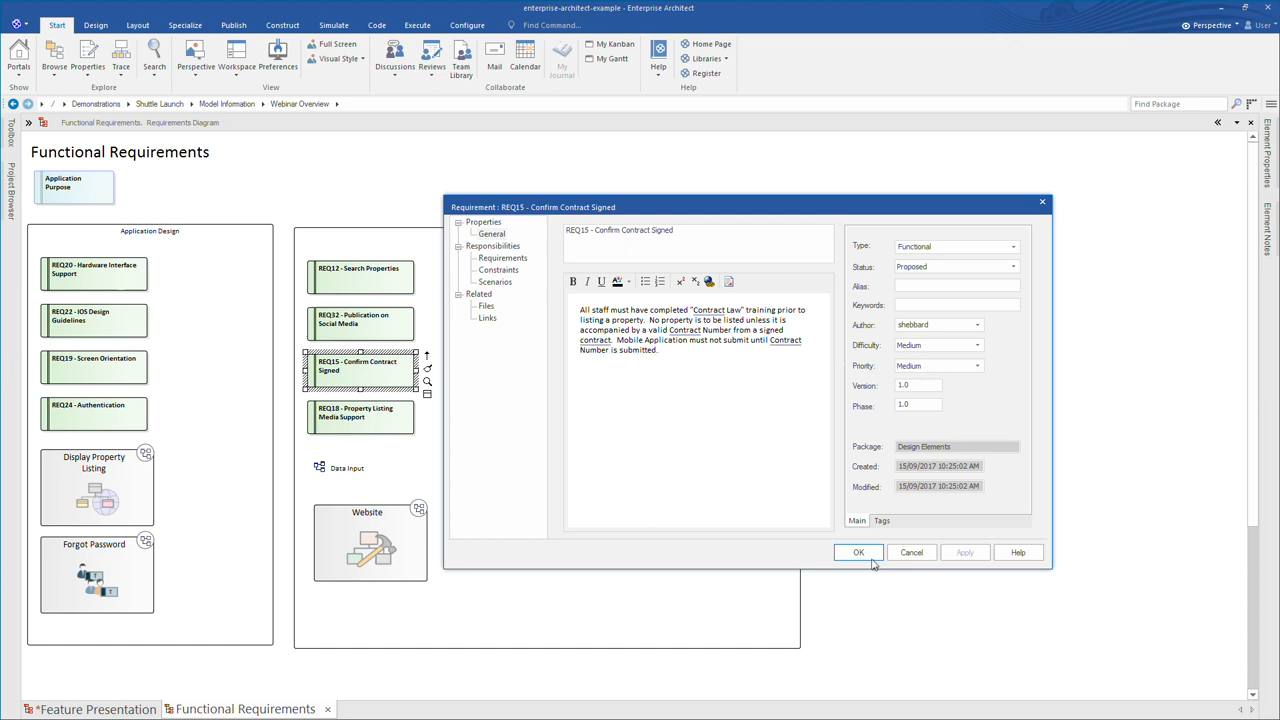 enterprise-architect-example - Enterprise Architect
Start Design Layout Specialize Publish Construct Simulate Code Execute Configure Find Command... Perspective User
Portals Browse Properties Trace Search Perspective Workspace Preferences Full Screen Visual Style Discussions Reviews Team Library Mail Calendar My Journal My Kanban My Gantt Help Home Page Libraries Register
Show Explore View Collaborate Help
/ Demonstrations Shuttle Launch Model Information Webinar Overview Find Package
Functional Requirements. Requirements Diagram
Toolbox
Project Browser
Element Properties
Element Notes
Functional Requirements
Application
Purpose
Application Design
REQ20 - Hardware Interface
Support
REQ22 - IOS Design
Guidelines
REQ19 - Screen Orientation
REQ24 - Authentication
Display Property
Listing
Forgot Password
REQ12 - Search Properties
REQ32 - Publication on
Social Media
REQ15 - Confirm Contract
Signed
REQ18 - Property Listing
Media Support
Data Input
Website
Requirement : REQ15 - Confirm Contract Signed
Properties
General
Responsibilities
Requirements
Constraints
Scenarios
Related
Files
Links
REQ15 - Confirm Contract Signed
B I U A
All staff must have completed "Contract Law" training prior to
listing a property. No property is to be listed unless it is
accompanied by a valid Contract Number from a signed
contract. Mobile Application must not submit until Contract
Number is submitted.
Type: Functional
Status: Proposed
Alias:
Keywords:
Author: shebbard
Difficulty: Medium
Priority: Medium
Version: 1.0
Phase: 1.0
Package: Design Elements
Created: 15/09/2017 10:25:02 AM
Modified: 15/09/2017 10:25:02 AM
Main Tags
OK Cancel Apply Help
*Feature Presentation Functional Requirements